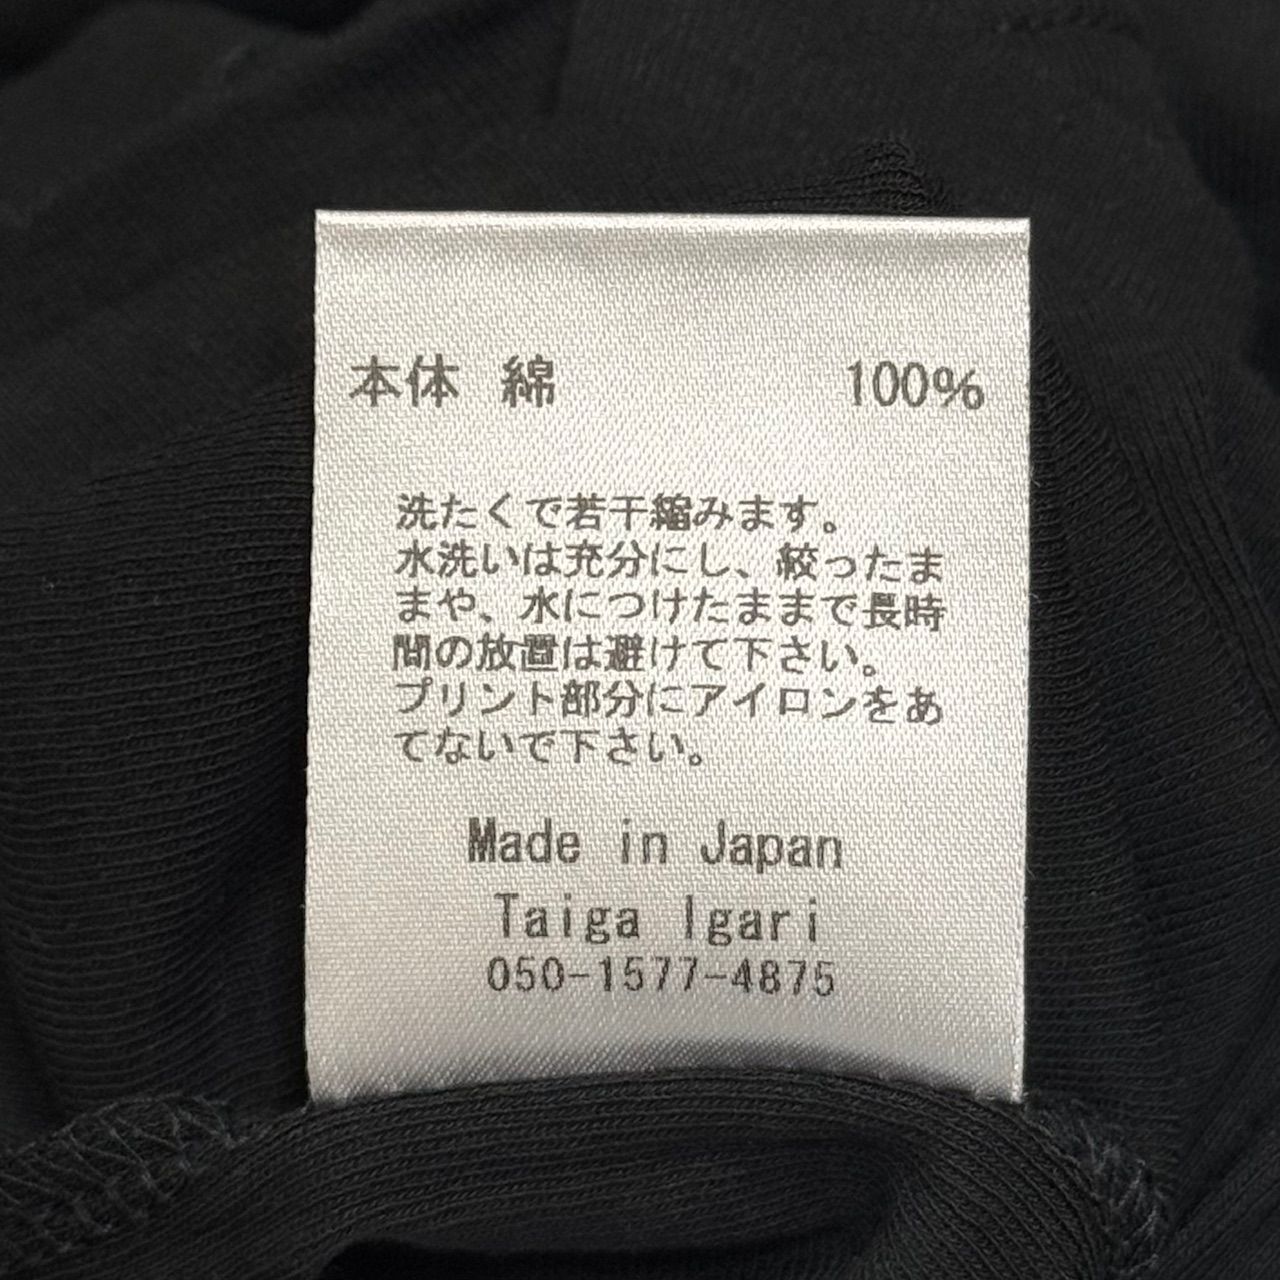 本体 綿 100%
洗たくで若干縮みます。
水洗いは充分にし、絞ったま
まや、水につけたままで長時
間の放置は避けて下さい。
プリント部分にアイロンをあ
てないで下さい。
Made in Japan
Taiga Igari
050-1577-4875